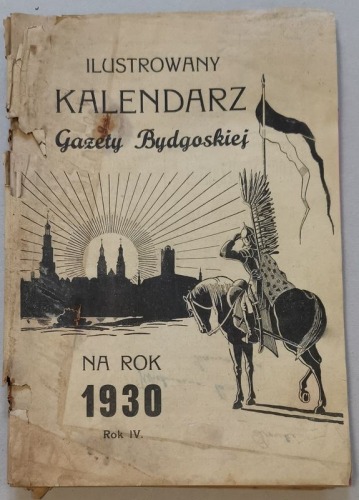 ILUSTROWANY
KALENDARZ
Gazety Bydgoskiej
NA ROK
1930
Rok IV.